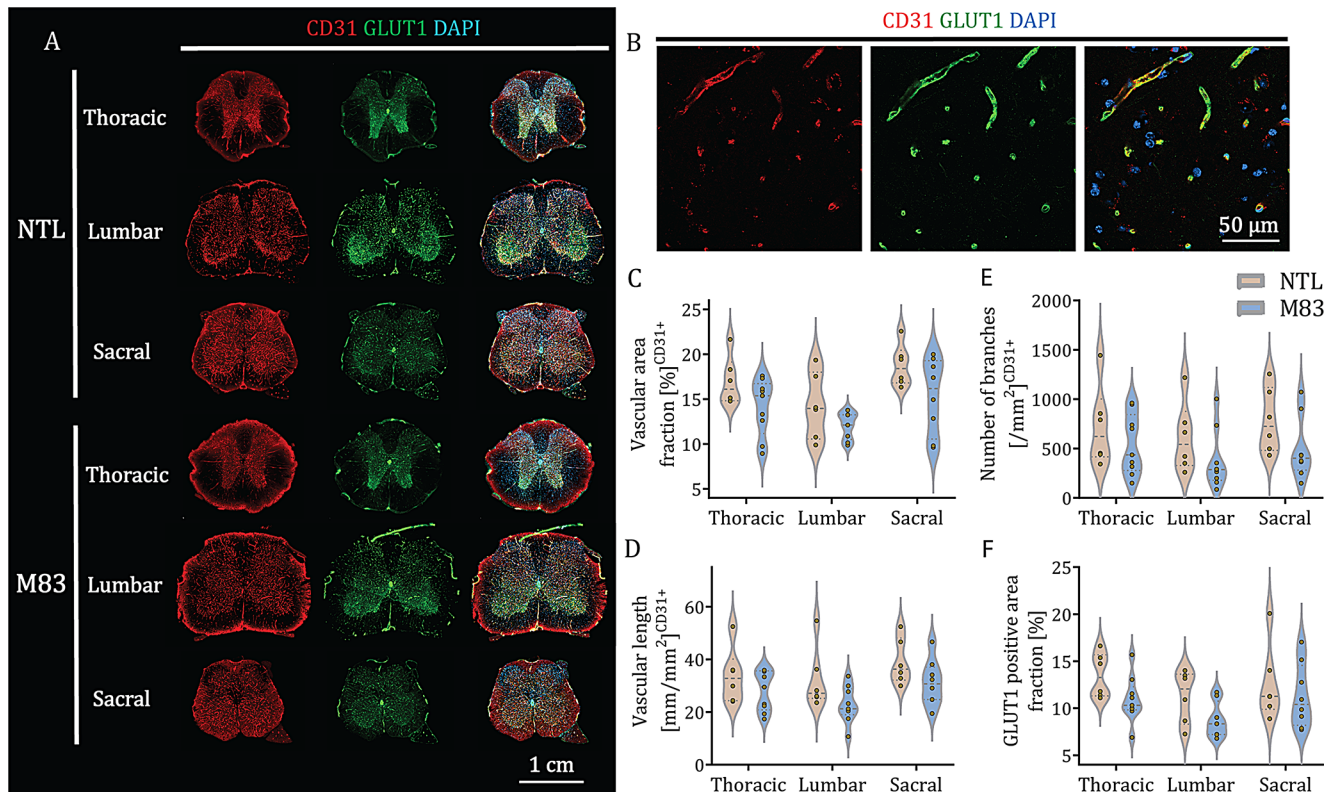 A
CD31 GLUT1 DAPI
NTL
Thoracic
Lumbar
Sacral
M83
Thoracic
Lumbar
Sacral
1 cm
B
CD31 GLUT1 DAPI
50 µm
C
Vascular area
fraction [%]CD31+
25
20
15
10
5
Thoracic
Lumbar
Sacral
E
NTL
M83
Number of branches
[/mm²]CD31+
2000
1500
1000
500
0
Thoracic
Lumbar
Sacral
D
Vascular length
[mm/mm²]CD31+
60
40
20
0
Thoracic
Lumbar
Sacral
F
GLUT1 positive area
fraction [%]
25
20
15
10
5
Thoracic
Lumbar
Sacral